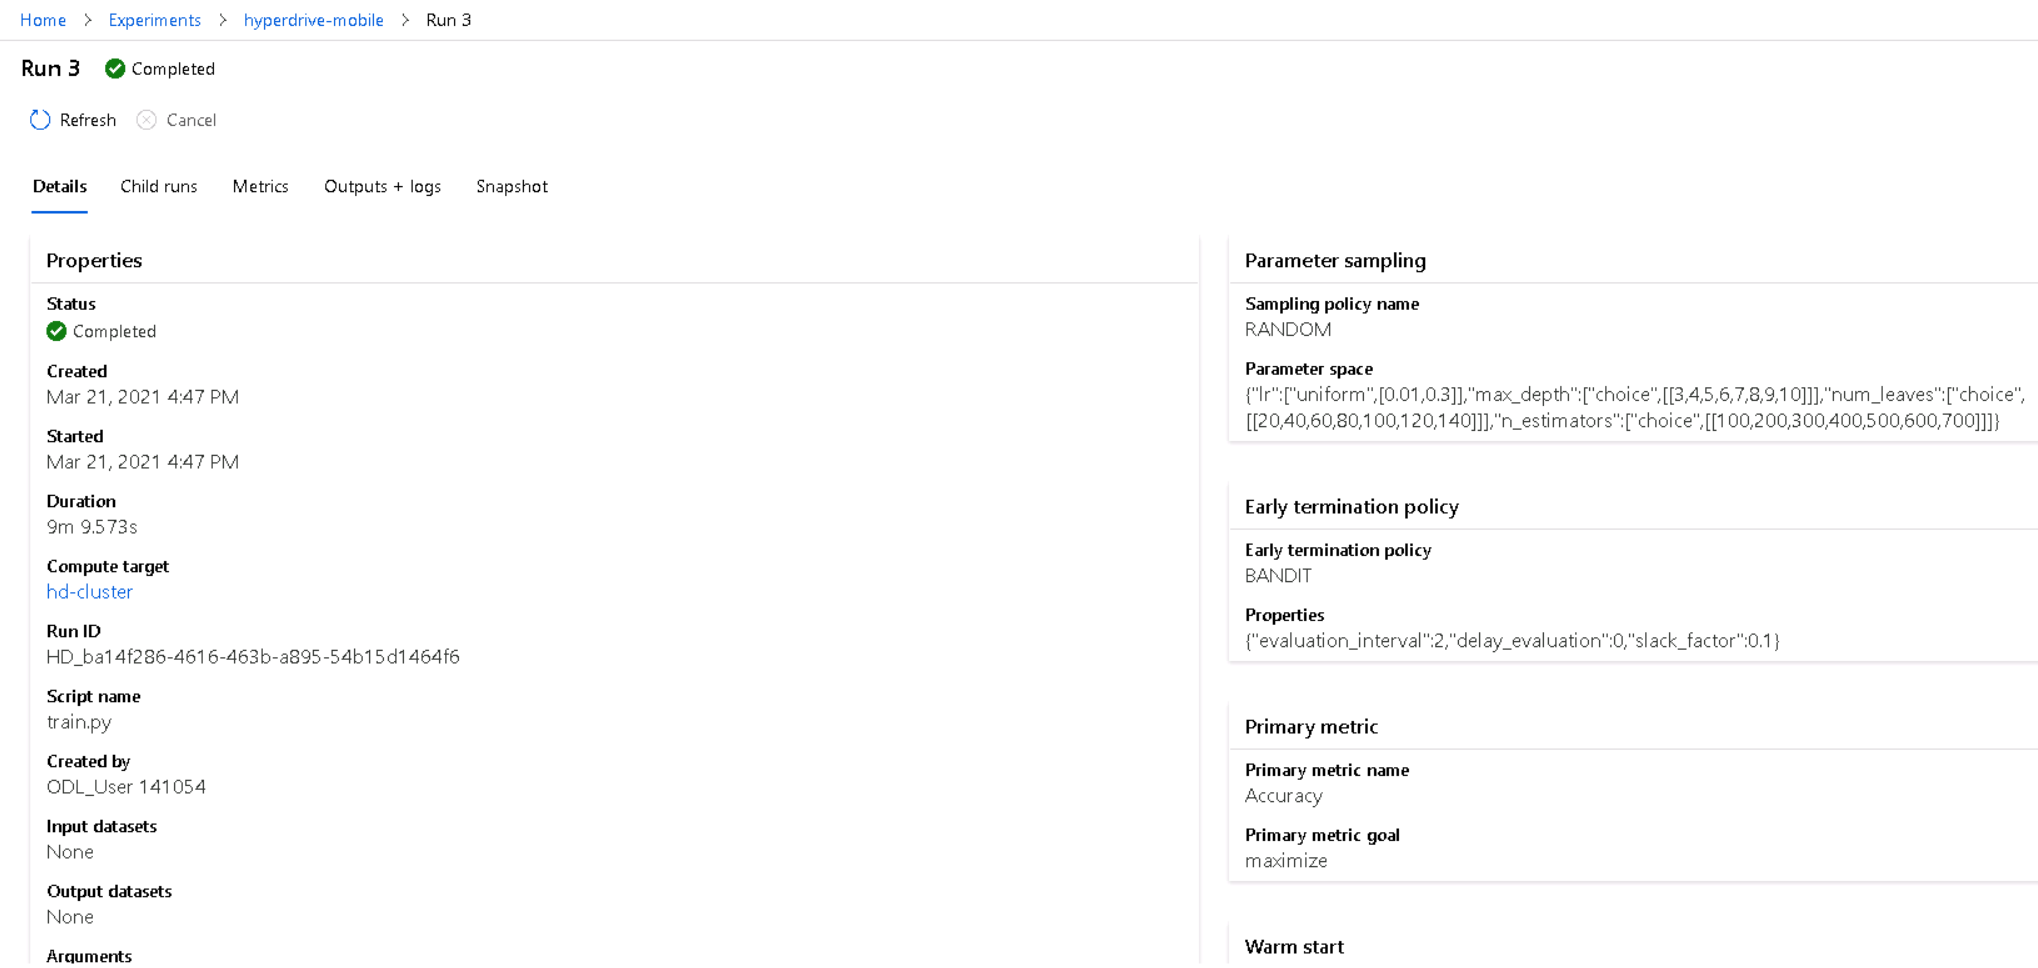 Home > Experiments > hyperdrive-mobile > Run 3
Run 3 Completed
Refresh Cancel
Details Child runs Metrics Outputs + logs Snapshot
Properties
Status
Completed
Created
Mar 21, 2021 4:47 PM
Started
Mar 21, 2021 4:47 PM
Duration
9m 9.573s
Compute target
hd-cluster
Run ID
HD_ba14f286-4616-463b-a895-54b15d1464f6
Script name
train.py
Created by
ODL_User 141054
Input datasets
None
Output datasets
None
Arguments
Parameter sampling
Sampling policy name
RANDOM
Parameter space
{"lr":["uniform",[0.01,0.3]],"max_depth":["choice",[[3,4,5,6,7,8,9,10]]],"num_leaves":["choice",
[[20,40,60,80,100,120,140]]],"n_estimators":["choice",[[100,200,300,400,500,600,700]]]}
Early termination policy
Early termination policy
BANDIT
Properties
{"evaluation_interval":2,"delay_evaluation":0,"slack_factor":0.1}
Primary metric
Primary metric name
Accuracy
Primary metric goal
maximize
Warm start